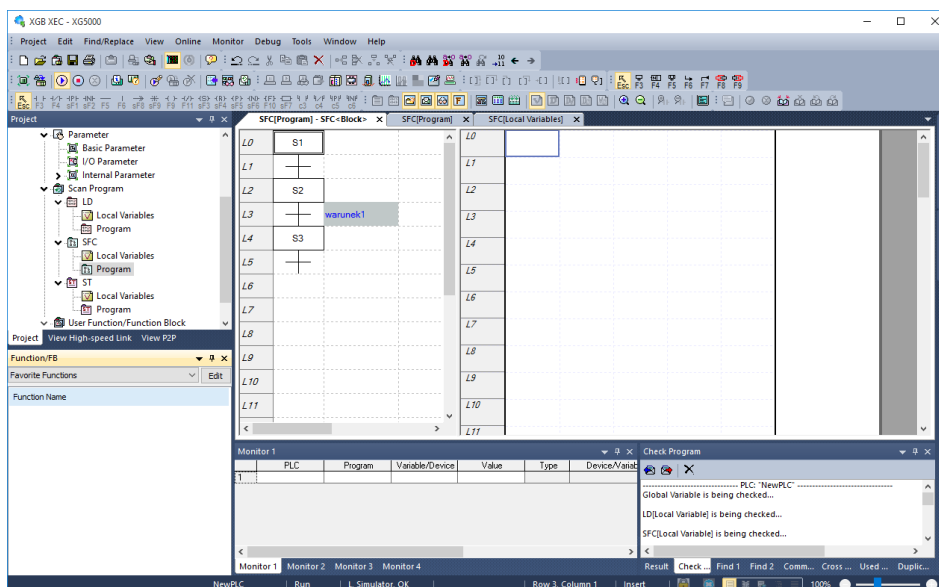 XGB XEC - XG5000
Project Edit Find/Replace View Online Monitor Debug Tools Window Help
Project
SFC[Program] - SFC<Block> SFC[Program] SFC[Local Variables]
Parameter
Basic Parameter
I/O Parameter
Internal Parameter
Scan Program
LD
Local Variables
Program
SFC
Local Variables
Program
ST
Local Variables
Program
User Function/Function Block
Project View High-speed Link View P2P
Function/FB
Favorite Functions Edit
Function Name
L0 S1
L1
L2 S2
L3 warunek1
L4 S3
L5
L6
L7
L8
L9
L10
L11
L0
L1
L2
L3
L4
L5
L6
L7
L8
L9
L10
L11
Monitor 1
PLC Program Variable/Device Value Type Device/Variab
1
Monitor 1 Monitor 2 Monitor 3 Monitor 4
Check Program
PLC: "NewPLC"
Global Variable is being checked...
LD[Local Variable] is being checked...
SFC[Local Variable] is being checked...
Result Check ... Find 1 Find 2 Comm... Cross ... Used ... Duplic...
NewPLC Run L Simulator, OK Row 3, Column 1 Insert 100%